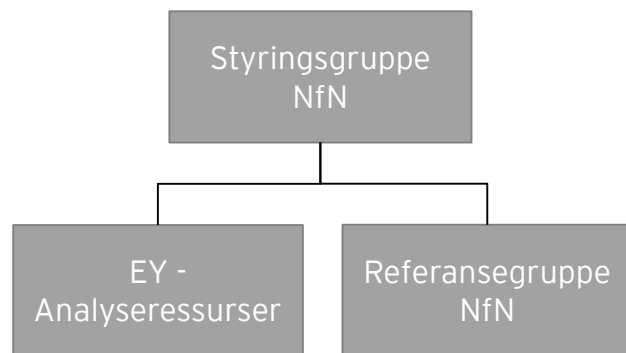 Styringsgruppe
NfN
EY -
Analyseressurser
Referansegruppe
NfN